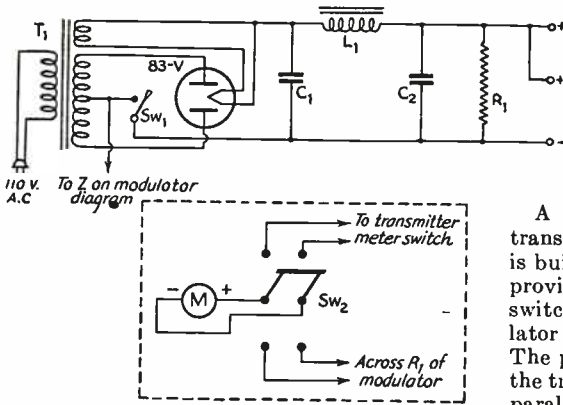 T₁
83-V
L₁
C₁
C₂
R₁
+
+
-
Sw₁
110 V.
A.C
To Z on modulator
diagram
To transmitter
meter switch
- M +
Sw₂
Across R₁ of
modulator
A
trans
is bui
provi
switc
lator
The p
the tr
paral